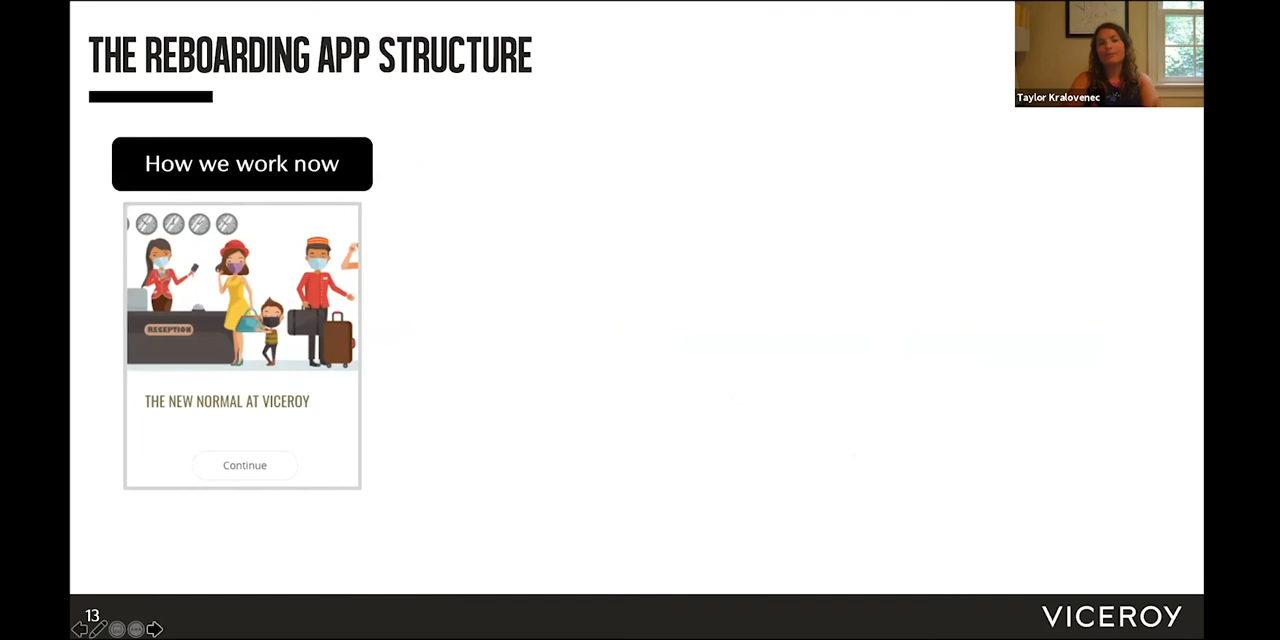 THE REBOARDING APP STRUCTURE
Taylor Kralovenec
How we work now
RECEPTION
THE NEW NORMAL AT VICEROY
Continue
13
VICEROY